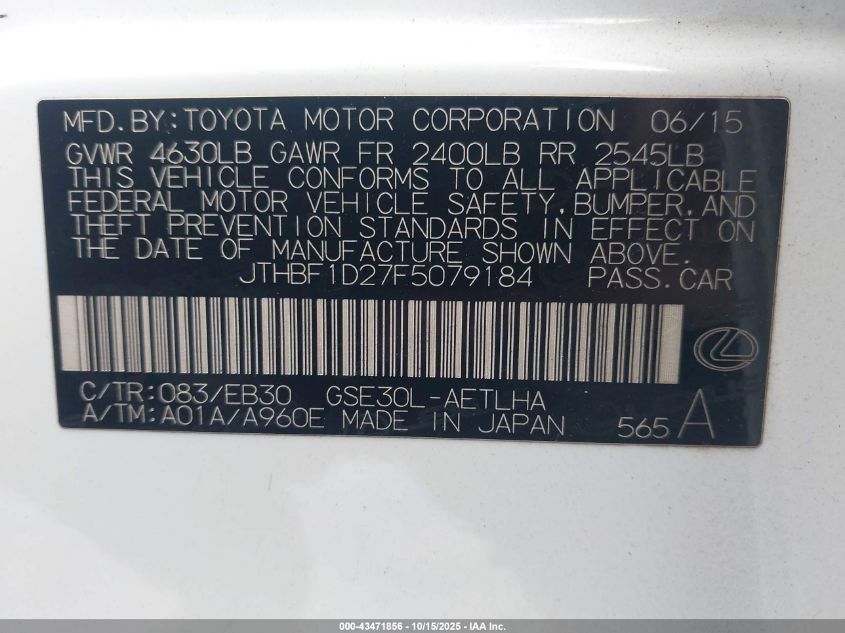 MFD.BY:TOYOTA MOTOR CORPORATION 06/15
GVWR 4630LB GAWR FR 2400LB RR 2545LB
THIS VEHICLE CONFORMS TO ALL APPLICABLE
FEDERAL MOTOR VEHICLE SAFETY,BUMPER,AND
THEFT PREVENTION STANDARDS IN EFFECT ON
THE DATE OF MANUFACTURE SHOWN ABOVE.
JTHBF1D27F5079184 PASS.CAR
C/TR:083/EB30 GSE30L-AETLHA
A/TM:A01A/A960E MADE IN JAPAN 565 A
000-43471856 - 10/15/2025 - IAA Inc.